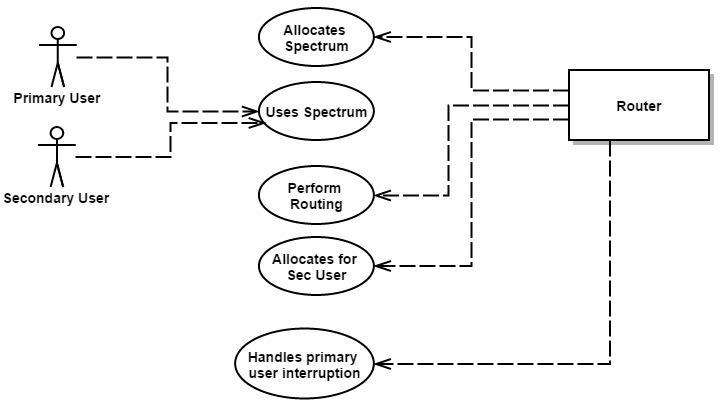 Allocates
Spectrum
Primary User
Uses Spectrum
Router
Secondary User
Perform
Routing
Allocates for
Sec User
Handles primary
user interruption